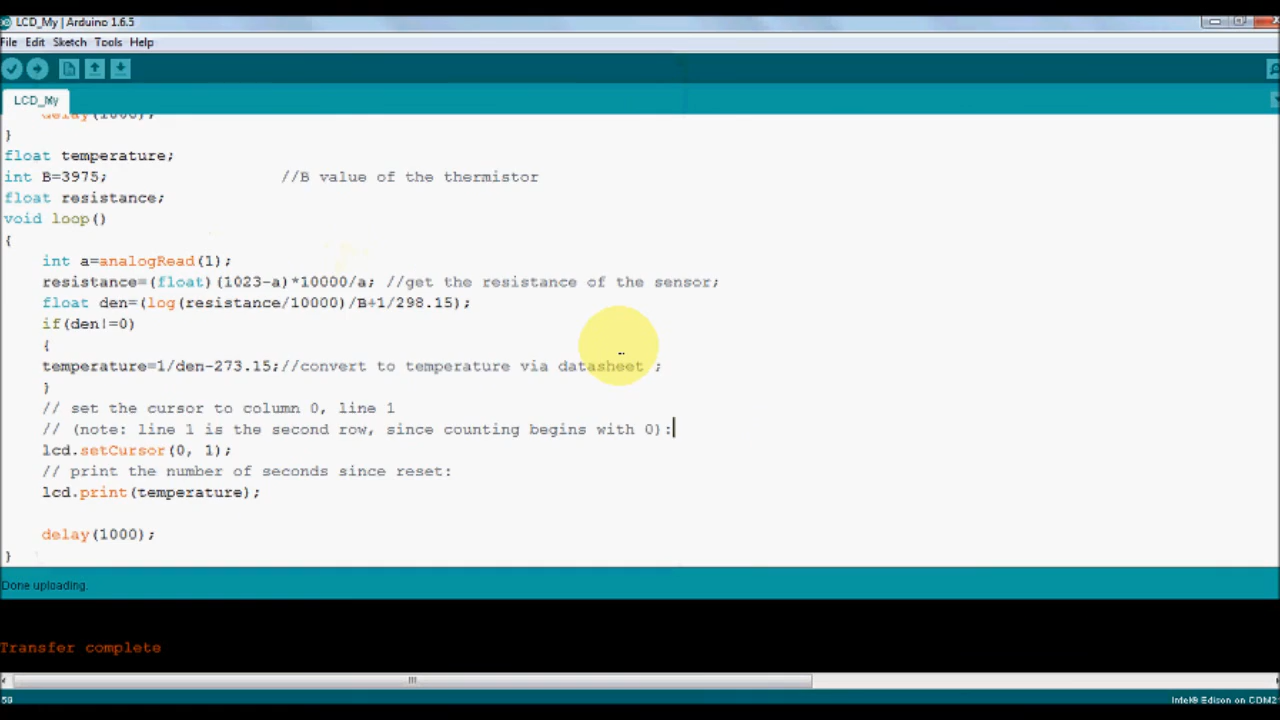 LCD_My | Arduino 1.6.5
File Edit Sketch Tools Help
LCD_My
delay(1000);
}
float temperature;
int B=3975; //B value of the thermistor
float resistance;
void loop()
{
int a=analogRead(1);
resistance=(float)(1023-a)*10000/a; //get the resistance of the sensor;
float den=(log(resistance/10000)/B+1/298.15);
if(den!=0)
{
temperature=1/den-273.15;//convert to temperature via datasheet ;
}
// set the cursor to column 0, line 1
// (note: line 1 is the second row, since counting begins with 0):
lcd.setCursor(0, 1);
// print the number of seconds since reset:
lcd.print(temperature);
delay(1000);
}
Done uploading.
Transfer complete
59 Intel® Edison on COM2